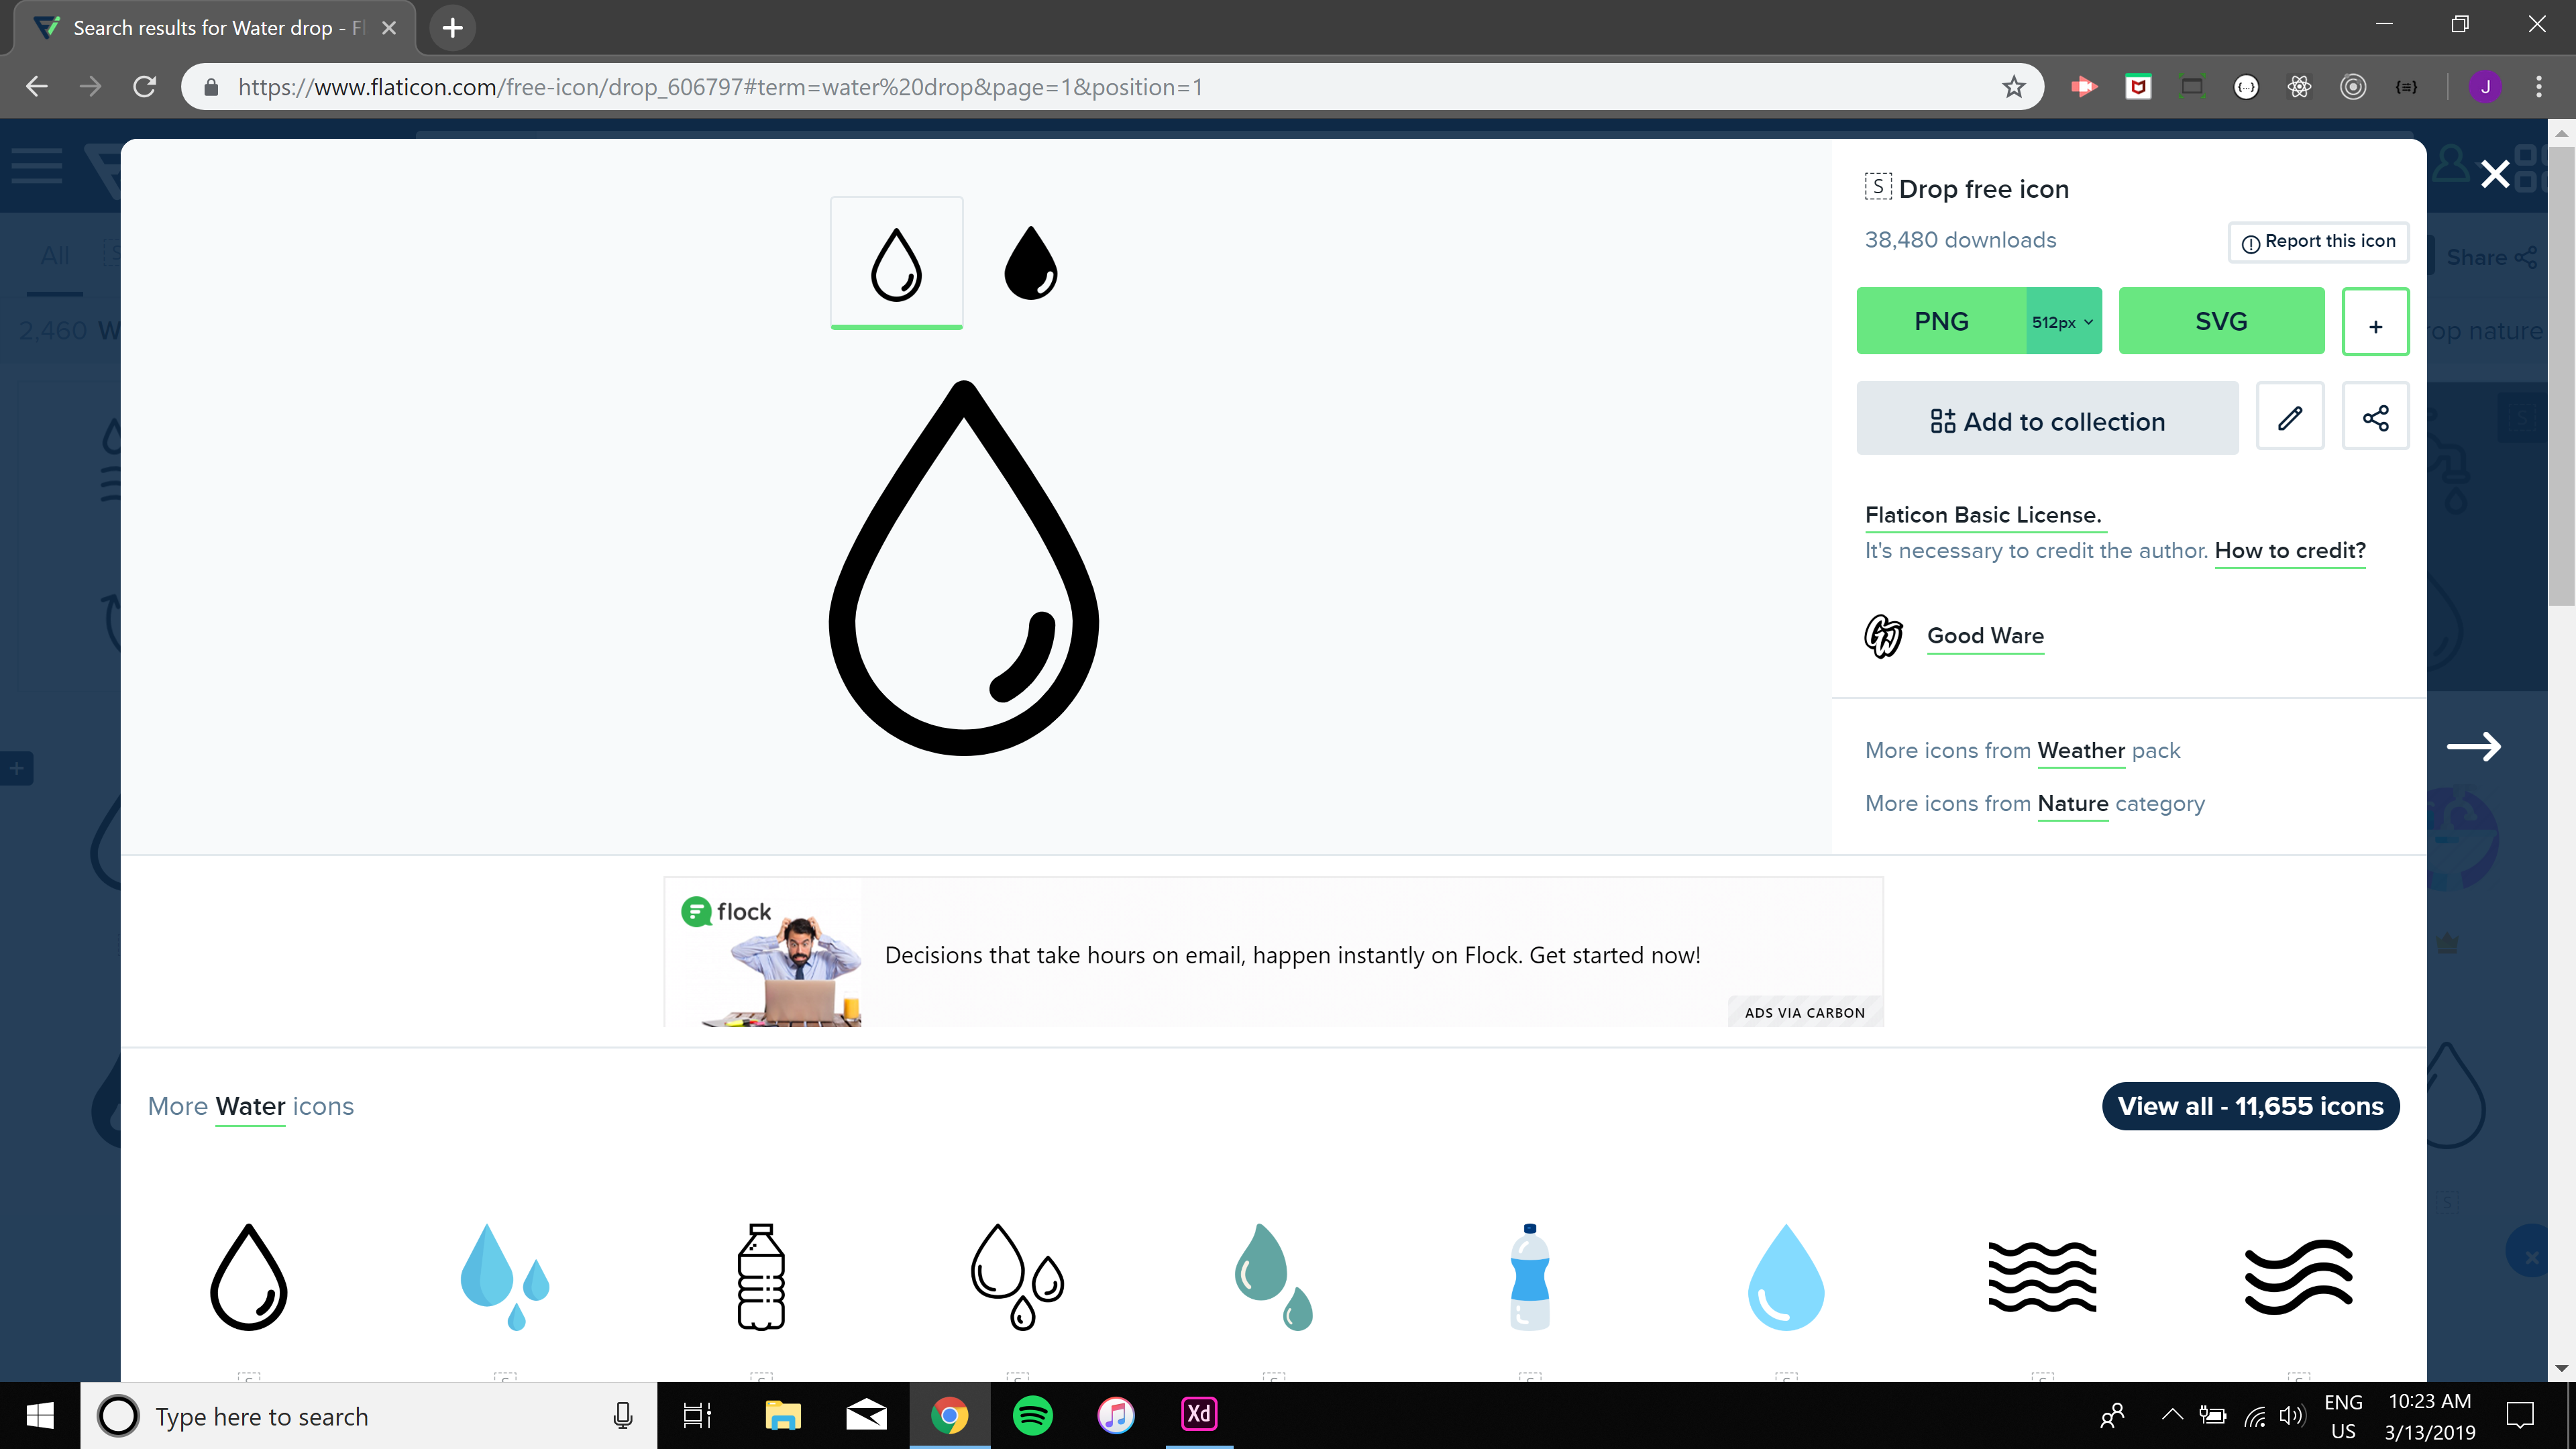 Search results for Water drop - Fl
https://www.flaticon.com/free-icon/drop_606797#term=water%20drop&page=1&position=1
J
All
Share
2,460 W
op nature
S Drop free icon
38,480 downloads
Report this icon
PNG
512px
SVG
+
Add to collection
Flaticon Basic License.
It's necessary to credit the author. How to credit?
GW
Good Ware
More icons from Weather pack
More icons from Nature category
flock
Decisions that take hours on email, happen instantly on Flock. Get started now!
ADS VIA CARBON
More Water icons
View all - 11,655 icons
Type here to search
Xd
ENG
US
10:23 AM
3/13/2019